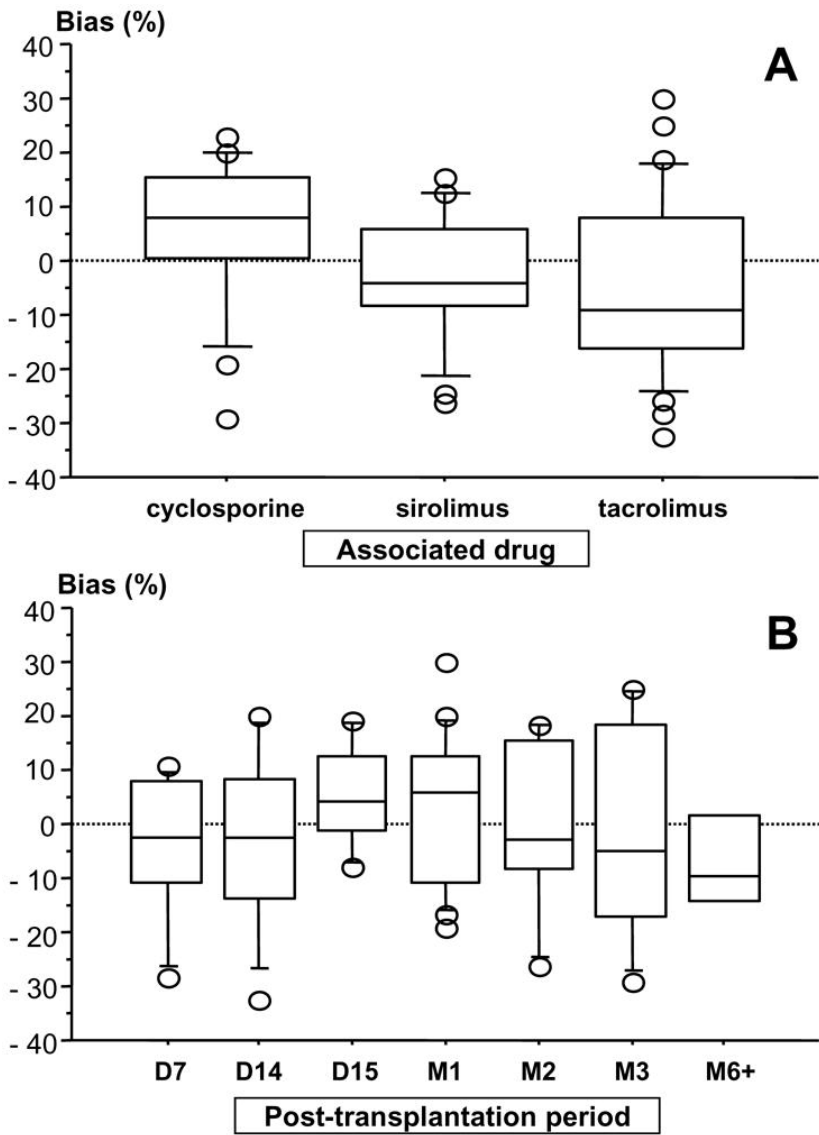 Bias (%)
A
40
30
20
10
0
- 10
- 20
- 30
- 40
cyclosporine sirolimus tacrolimus
Associated drug
Bias (%)
B
40
30
20
10
0
- 10
- 20
- 30
- 40
D7 D14 D15 M1 M2 M3 M6+
Post-transplantation period